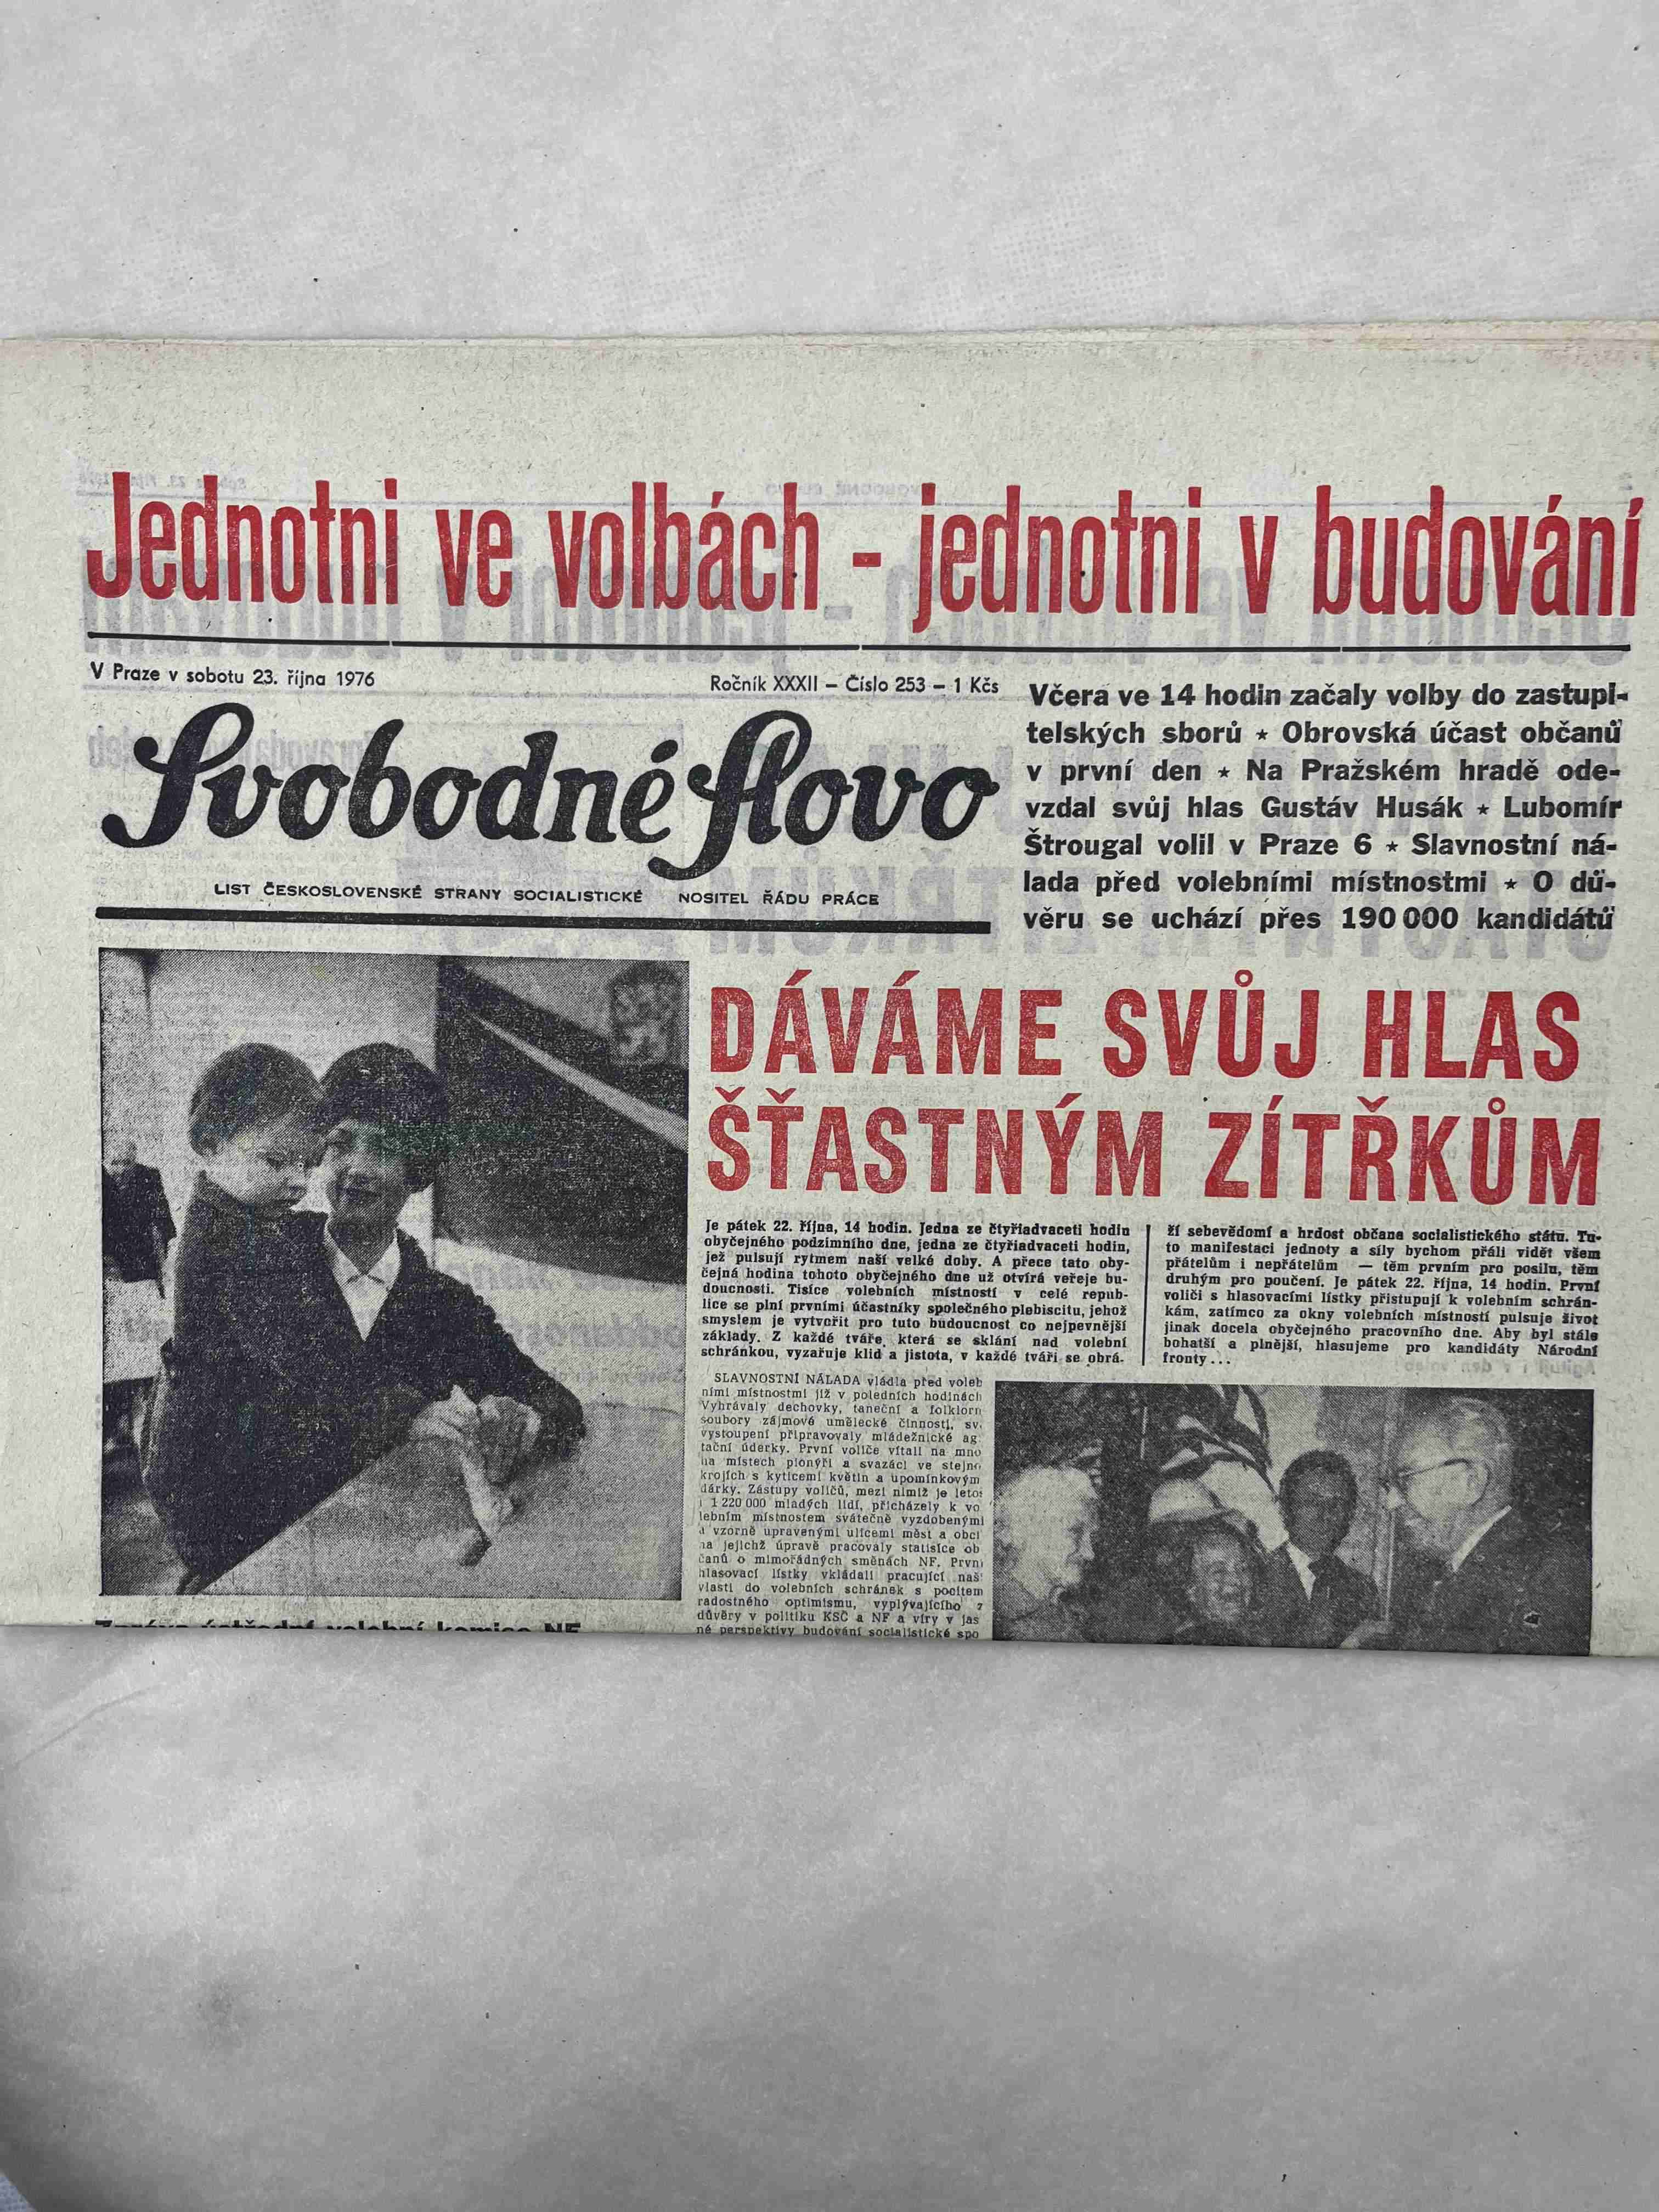 Jednotni ve volbách - jednotni v budování
V Praze v sobotu 23. října 1976
Ročník XXXII – Číslo 253 – 1 Kčs
Svobodné slovo
LIST ČESKOSLOVENSKÉ STRANY SOCIALISTICKÉ NOSITEL ŘÁDU PRÁCE
Včera ve 14 hodin začaly volby do zastupi-
telských sborů ★ Obrovská účast občanů
v první den ★ Na Pražském hradě ode-
vzdal svůj hlas Gustáv Husák ★ Lubomír
Štrougal volil v Praze 6 ★ Slavnostní ná-
lada před volebními místnostmi ★ O dů-
věru se uchází přes 190 000 kandidátů
DÁVÁME SVŮJ HLAS
ŠŤASTNÝM ZÍTŘKŮM
Je pátek 22. října, 14 hodin. Jedna ze čtyřiadvaceti hodin
obyčejného podzimního dne, jedna ze čtyřiadvaceti hodin,
jež pulsují rytmem naší velké doby. A přece tato oby-
čejná hodina tohoto obyčejného dne už otvírá veřeje bu-
doucnosti. Tisíce volebních místností v celé repub-
lice se plní prvními účastníky společného plebiscitu, jehož
smyslem je vytvořit pro tuto budoucnost co nejpevnější
základy. Z každé tváře, která se sklání nad volební
schránkou, vyzařuje klid a jistota, v každé tváři se obrá-
ží sebevědomí a hrdost občana socialistického státu. Tu-
to manifestaci jednoty a síly bychom přáli vidět všem
přátelům i nepřátelům — těm prvním pro posilu, těm
druhým pro poučení. Je pátek 22. října, 14 hodin. První
voliči s hlasovacími lístky přistupují k volebním schrán-
kám, zatímco za okny volebních místností pulsuje život
jinak docela obyčejného pracovního dne. Aby byl stále
bohatší a plnější, hlasujeme pro kandidáty Národní
fronty...
SLAVNOSTNÍ NÁLADA vládla před voleb
ními místnostmi již v poledních hodinách
Vyhrávaly dechovky, taneční a folklorn
soubory zájmové umělecké činnosti, sv.
vystoupení připravovaly mládežnické ag
tační úderky. První voliče vítali na mno
ha místech pionýři a svazáci ve stejno
krojích s kyticemi květin a upomínkovým
dárky. Zástupy voličů, mezi nimiž je letos
i 1 220 000 mladých lidí, přicházely k vo
lebním místnostem svátečně vyzdobenými
a vzorně upravenými ulicemi měst a obcí
na jejichž úpravě pracovaly statisíce ob
čanů o mimořádných směnách NF. První
hlasovací lístky vkládali pracující naš
vlasti do volebních schránek s pocitem
radostného optimismu, vyplývajícího z
důvěry v politiku KSČ a NF a víry v jas
né perspektivy budování socialistické spo
Zpráva ústřední volební komise NF